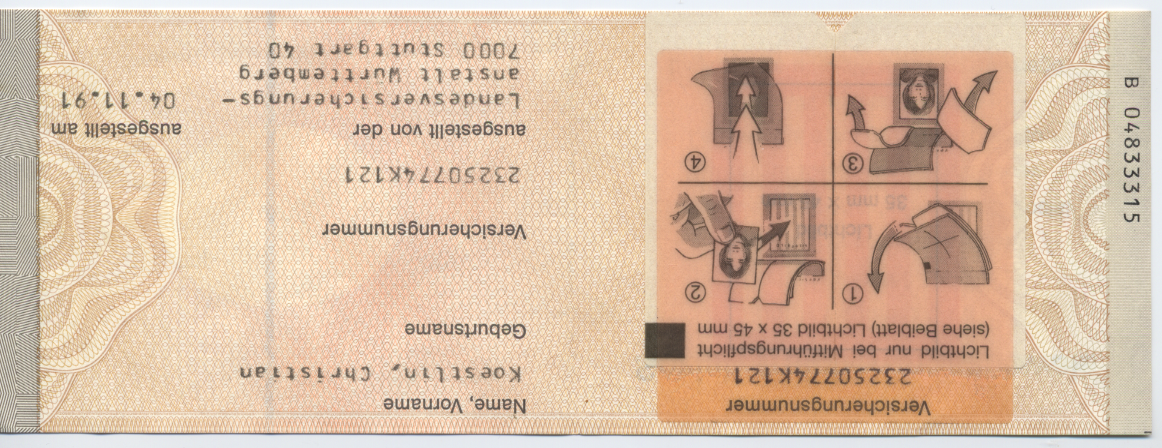 Versicherungsnummer
23250774K121
Lichtbild nur bei Mitführungspflicht
(siehe Beiblatt) Lichtbild 35 x 45 mm
1
2
3
4
Name, Vorname
Koestlin, Christian
Geburtsname
Versicherungsnummer
23250774K121
ausgestellt von der
Landesversicherungs-
anstalt Wurttemberg
7000 Stuttgart 40
ausgestellt am
04.11.91
B 04833315